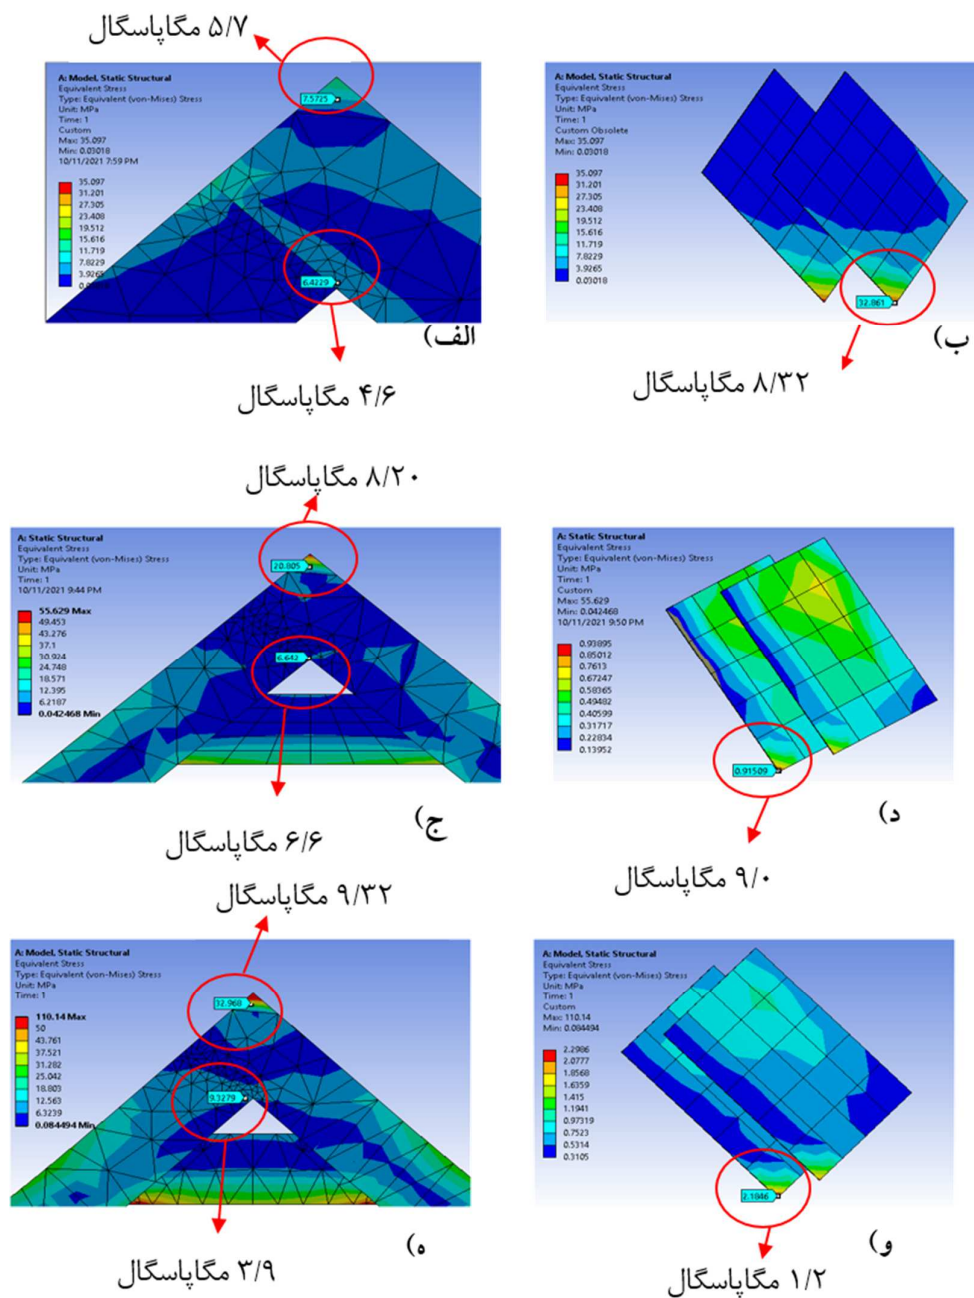 ۵/۷ مگاپاسگال
A: Model, Static Structural
Equivalent Stress
Type: Equivalent (von-Mises) Stress
Unit: MPa
Time: 1
Custom
Max: 35.097
Min: 0.03018
10/11/2021 7:59 PM
35.097
31.201
27.305
23.408
19.512
15.616
11.719
7.8229
3.9265
7.5725
6.4229
الف)
۴/۶ مگاپاسگال
A: Model, Static Structural
Equivalent Stress
Type: Equivalent (von-Mises) Stress
Unit: MPa
Time: 1
Custom Obsolete
Max: 35.097
Min: 0.03018
35.097
31.201
27.305
23.408
19.512
15.616
11.719
7.8229
3.9265
0.03018
32.861
ب)
۸/۳۲ مگاپاسگال
۸/۲۰ مگاپاسگال
A: Static Structural
Equivalent Stress
Type: Equivalent (von-Mises) Stress
Unit: MPa
Time: 1
10/11/2021 9:44 PM
55.629 Max
49.453
43.276
37.1
30.924
24.748
18.571
12.395
6.2187
0.042468 Min
20.805
6.642
ج)
۶/۶ مگاپاسگال
A: Static Structural
Equivalent Stress
Type: Equivalent (von-Mises) Stress
Unit: MPa
Time: 1
Custom
Max: 55.629
Min: 0.042468
10/11/2021 9:50 PM
0.93895
0.85012
0.7613
0.67247
0.58365
0.49482
0.40599
0.31717
0.22834
0.13952
0.91509
د)
۹/۰ مگاپاسگال
۹/۳۲ مگاپاسگال
A: Model, Static Structural
Equivalent Stress
Type: Equivalent (von-Mises) Stress
Unit: MPa
Time: 1
110.14 Max
50
43.761
37.521
31.282
25.042
18.803
12.563
6.3239
0.084494 Min
32.968
9.3279
ه)
۳/۹ مگاپاسگال
A: Model, Static Structural
Equivalent Stress
Type: Equivalent (von-Mises) Stress
Unit: MPa
Time: 1
Custom
Max: 110.14
Min: 0.084494
2.2986
2.0777
1.8568
1.6359
1.415
1.1941
0.97319
0.7523
0.5314
0.3105
2.1846
و)
۱/۲ مگاپاسگال